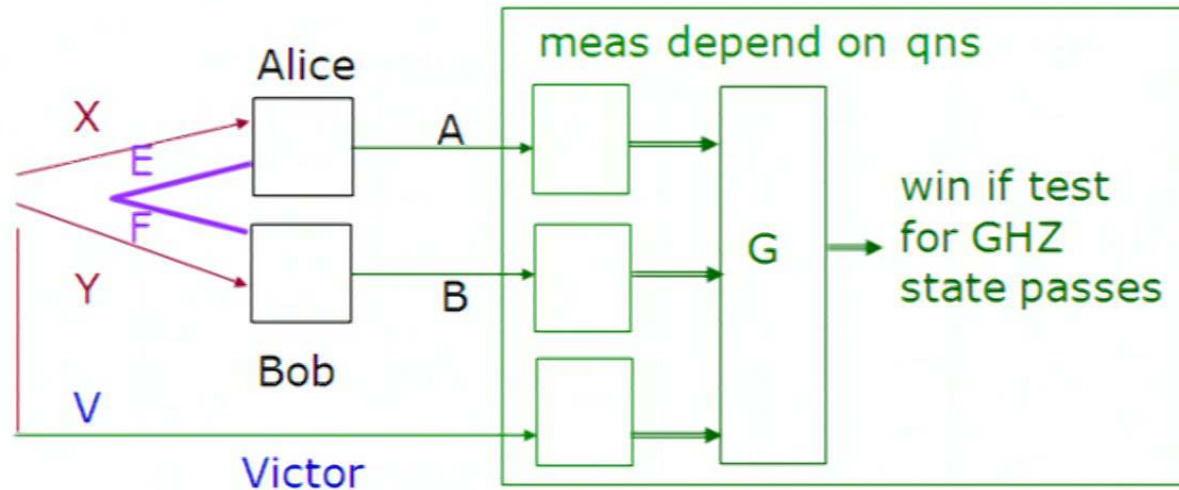 meas depend on qns
Alice
X
A
E
win if test
for GHZ
state passes
F
G
Y
B
Bob
V
Victor